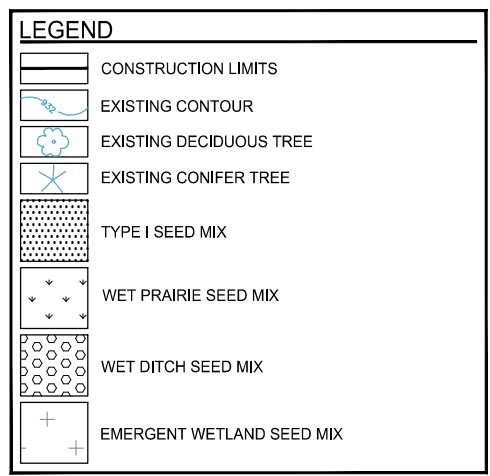 LEGEND
CONSTRUCTION LIMITS
932
EXISTING CONTOUR
EXISTING DECIDUOUS TREE
EXISTING CONIFER TREE
TYPE I SEED MIX
WET PRAIRIE SEED MIX
WET DITCH SEED MIX
EMERGENT WETLAND SEED MIX